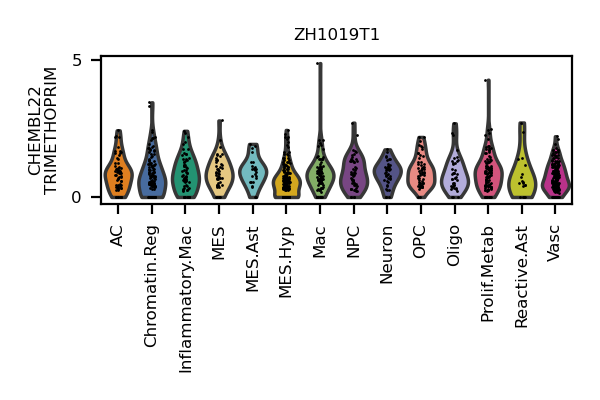 ZH1019T1
CHEMBL22
TRIMETHOPRIM
5
0
AC
Chromatin.Reg
Inflammatory.Mac
MES
MES.Ast
MES.Hyp
Mac
NPC
Neuron
OPC
Oligo
Prolif.Metab
Reactive.Ast
Vasc